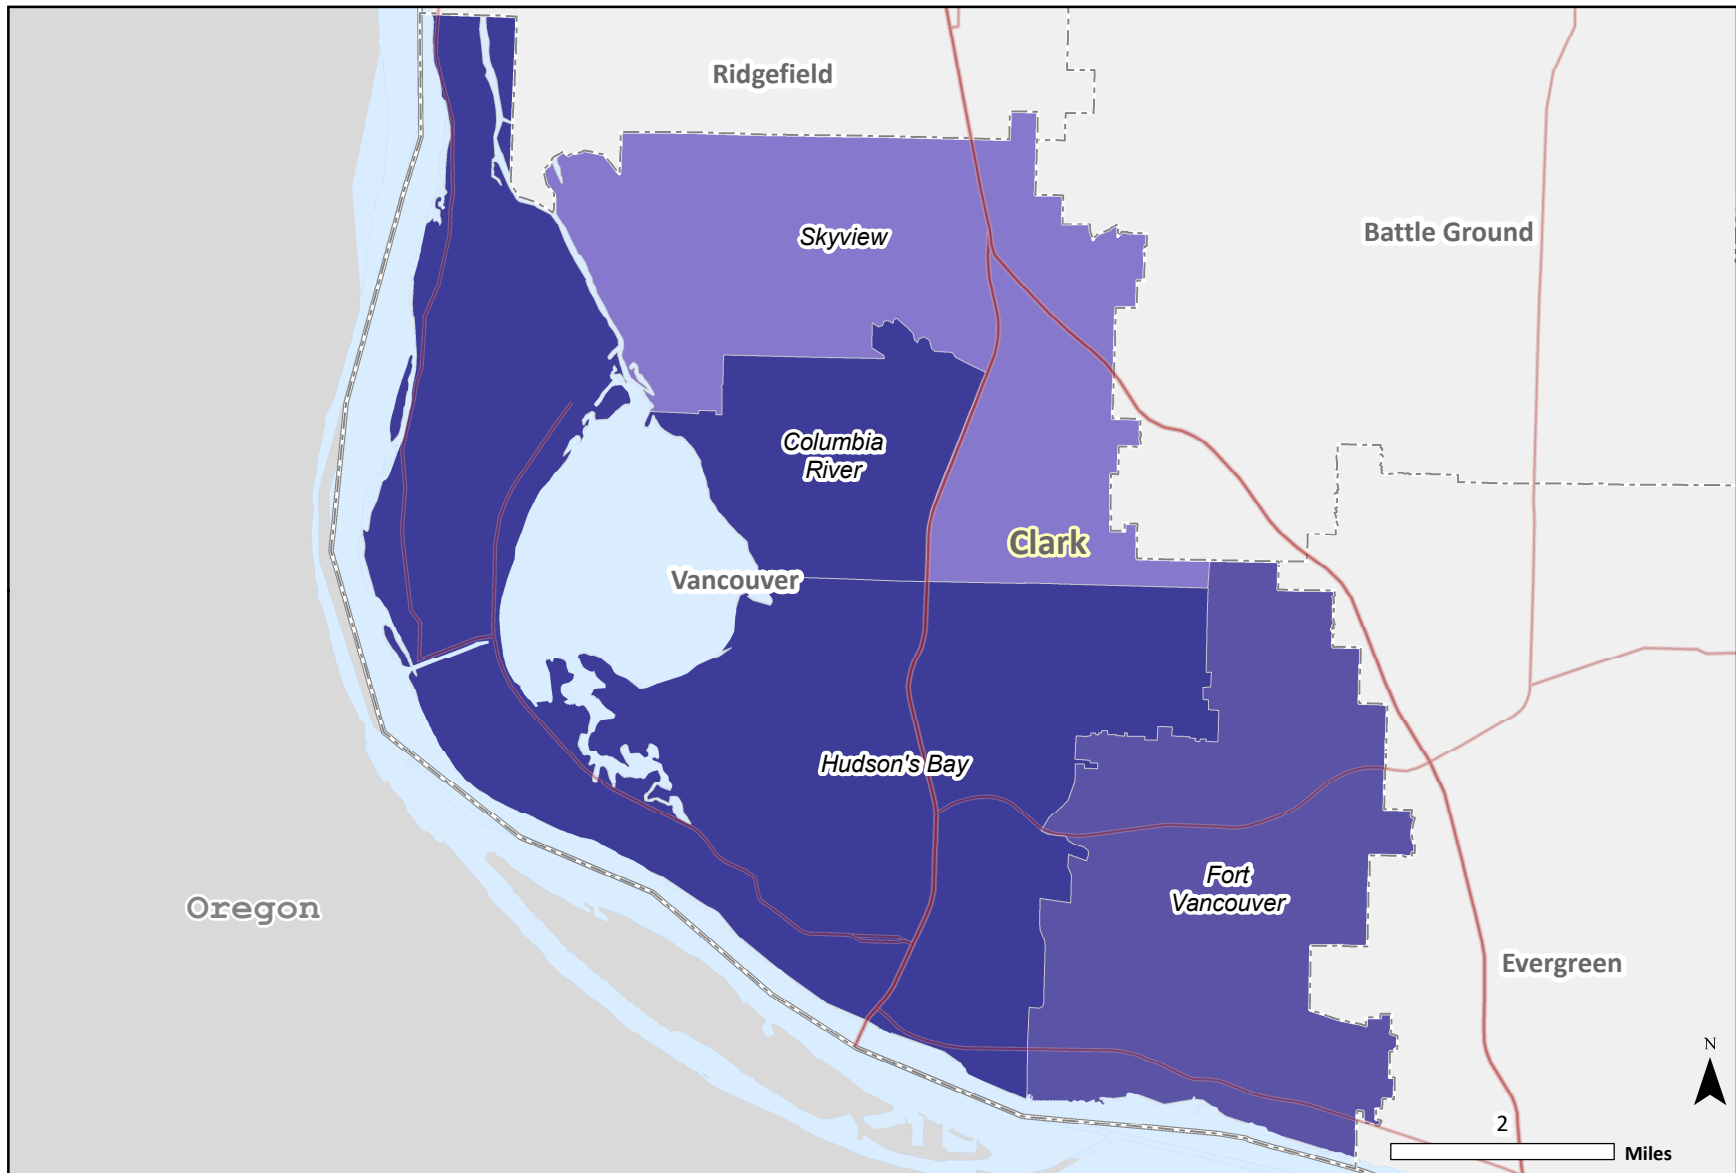 Ridgefield
Battle Ground
Skyview
Columbia
River
Clark
Vancouver
Hudson's Bay
Fort
Vancouver
Oregon
Evergreen
N
2
Miles